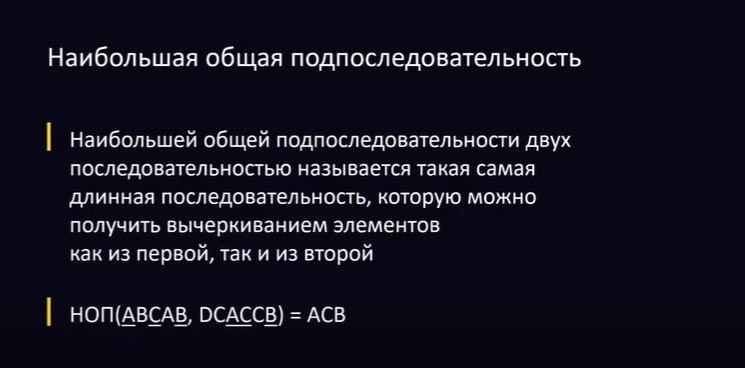 Наибольшая общая подпоследовательность
Наибольшей общей подпоследовательности двух
последовательностью называется такая самая
длинная последовательность, которую можно
получить вычеркиванием элементов
как из первой, так и из второй
НОП(ABCAB, DCACCB) = ACB